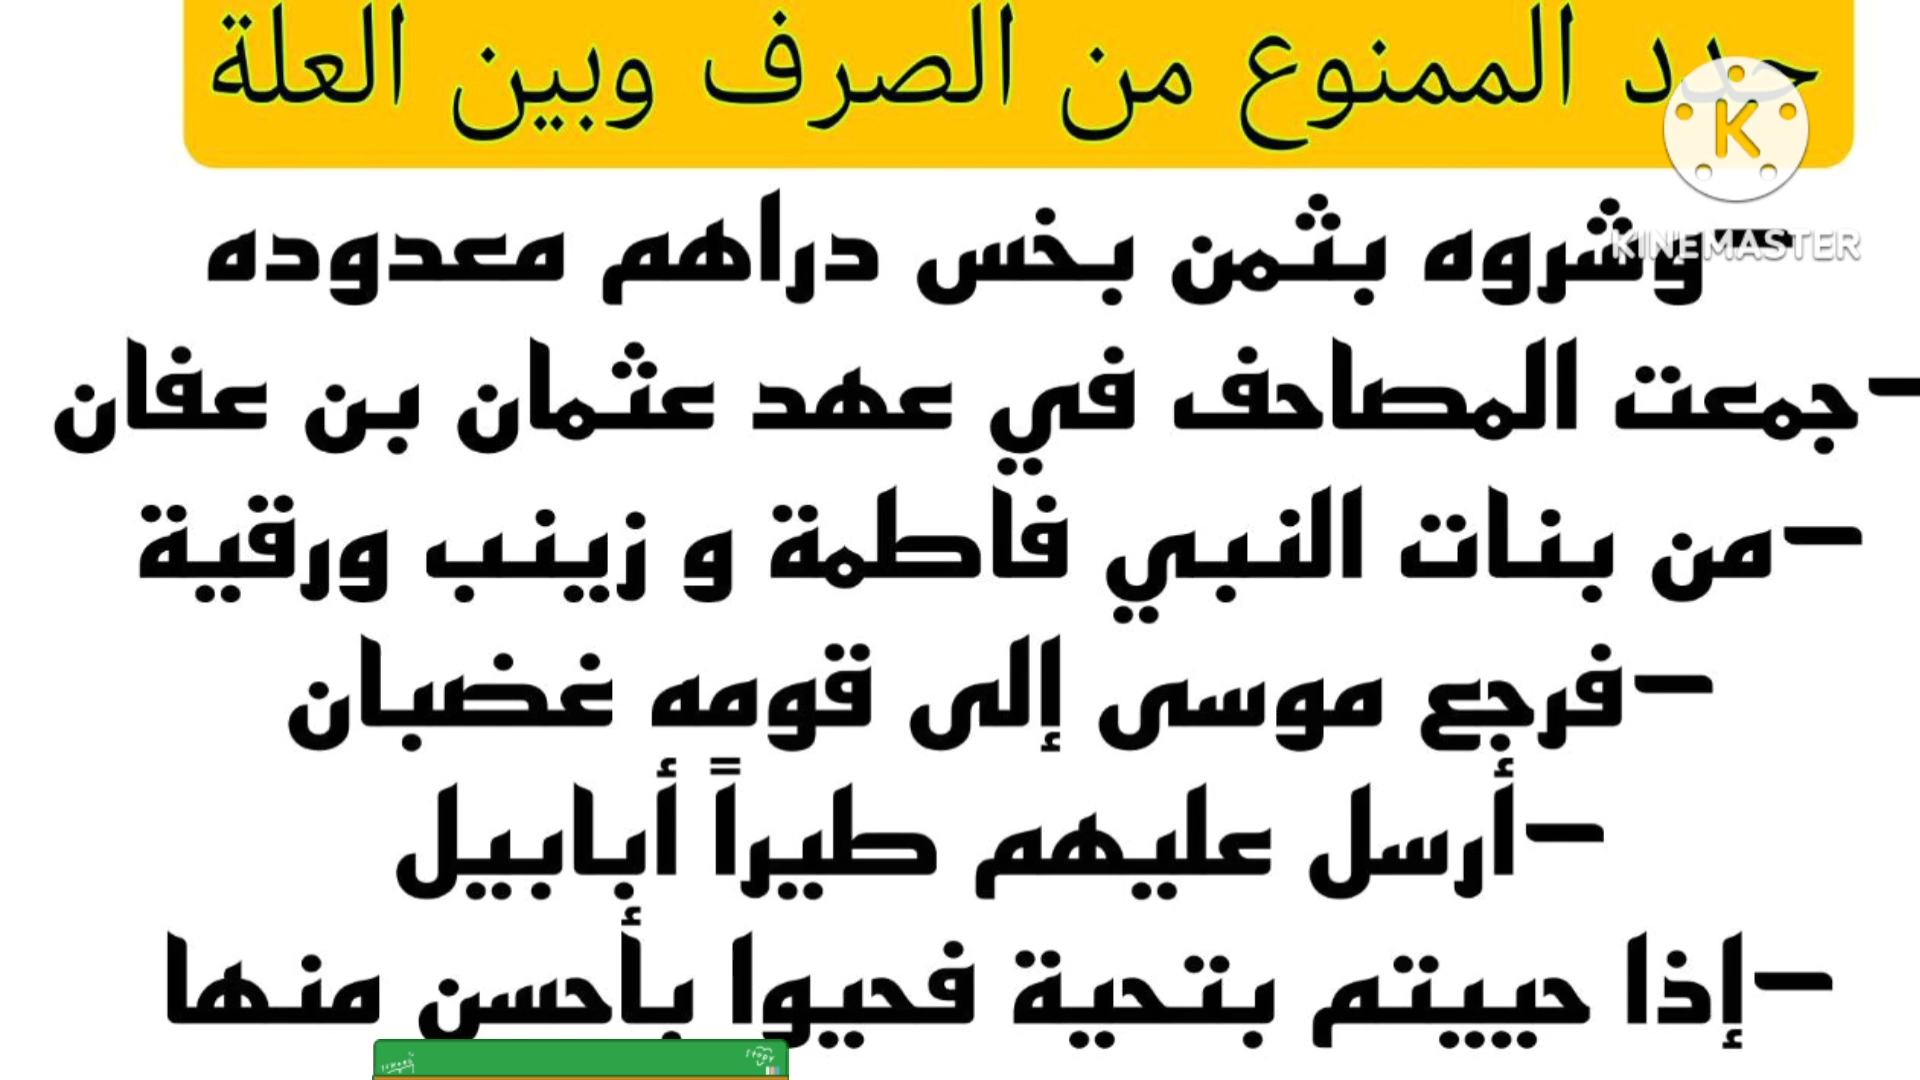 حدد الممنوع من الصرف وبين العلة
KINEMASTER
وشروه بثمن بخس دراهم معدوده
–جمعت المصاحف في عهد عثمان بن عفان
–من بنات النبي فاطمة و زينب ورقية
–فرجع موسى إلى قومه غضبان
–أرسل عليهم طيراً أبابيل
–إذا حييتم بتحية فحيوا بأحسن منها